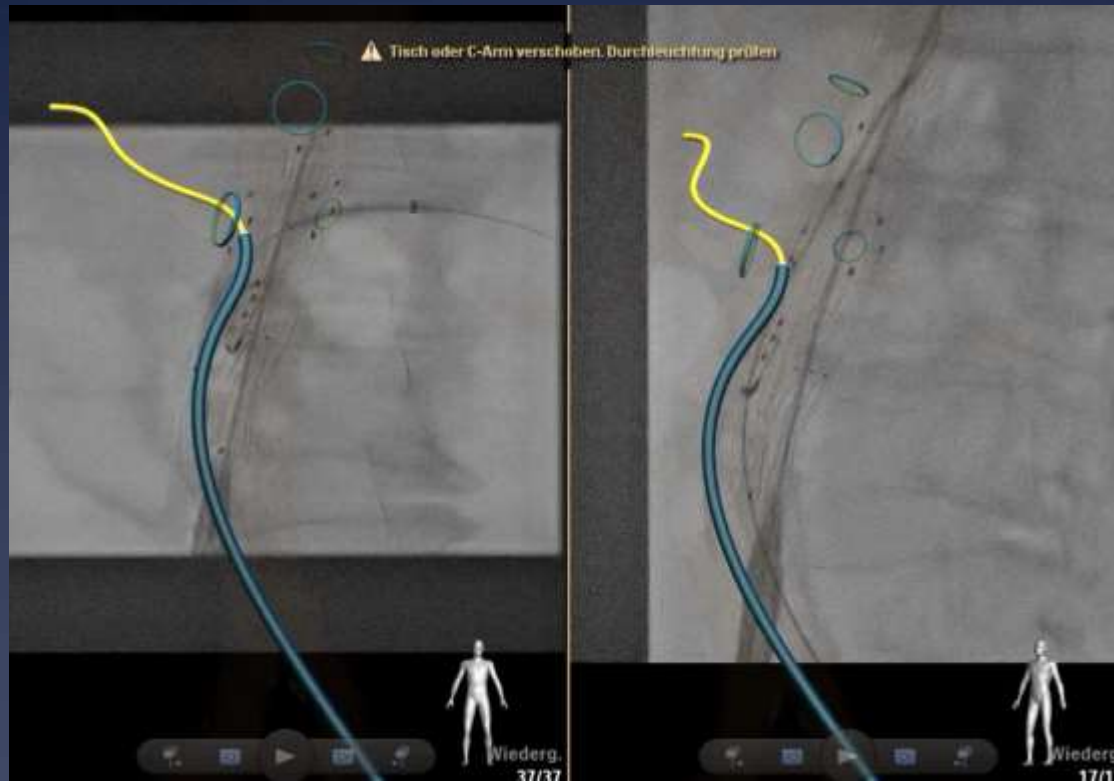 Tisch oder C-Arm verschoben. Durchleuchtung prüfen
Wiederg.
37/37
Wiederg.